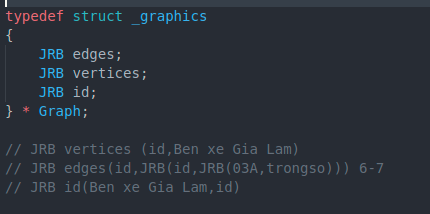 typedef struct _graphics
{
    JRB edges;
    JRB vertices;
    JRB id;
} * Graph;

// JRB vertices (id,Ben xe Gia Lam)
// JRB edges(id,JRB(id,JRB(03A,trongso))) 6-7
// JRB id(Ben xe Gia Lam,id)